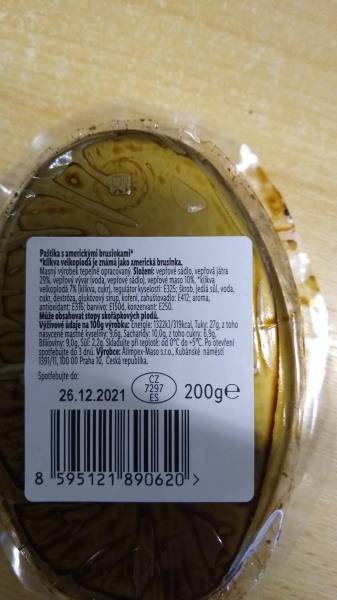 Paštika s americkými brusinkami*
*klikva velkoplodá je známá jako americká brusinka.
Masný výrobek tepelně opracovaný. Složení: vepřové sádlo, vepřová játra
29%, vepřový vývar (voda, vepřové sádlo), vepřové maso 10%, *klikva
velkoplodá 7% (klikva, cukr), regulátor kyselosti: E325; škrob, jedlá sůl, voda,
cukr, dextróza, glukózový sirup, koření, zahušťovadlo: E412; aroma,
antioxidant: E316; barvivo: E150d, konzervant: E250.
Může obsahovat stopy skořápkových plodů.
Výživové údaje na 100g výrobku: Energie: 1322kJ/319kcal, Tuky: 27g, z toho
nasycené mastné kyseliny: 9,6g, Sacharidy: 10,0g, z toho cukry: 6,9g,
Bílkoviny: 9,0g, Sůl: 2,2g. Skladujte při teplotě: od 0°C do +5°C. Po otevření
spotřebujte do 3 dnů. Výrobce: Alimpex-Maso s.r.o., Kubánské náměstí
1391/11, 100 00 Praha 10, Česká republika.
Spotřebujte do:
26.12.2021
CZ
7297
ES
200g℮
8 595121 890620 >